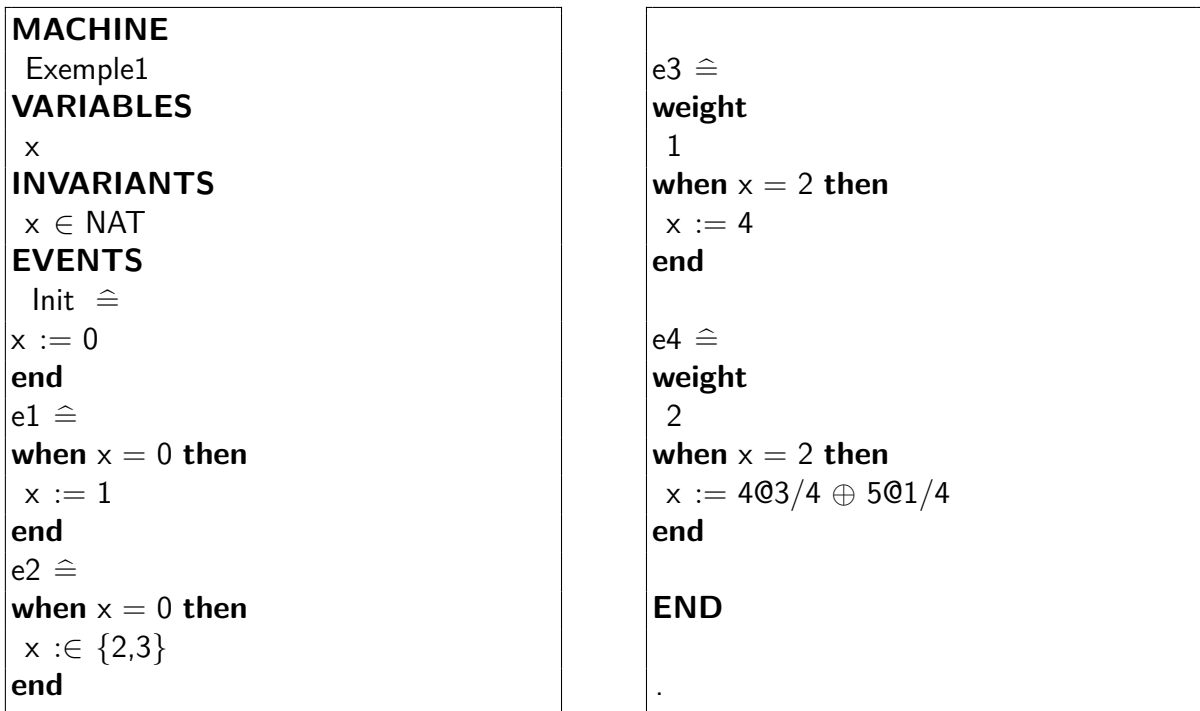 MACHINE
Exemple1
VARIABLES
x
INVARIANTS
x ∈ NAT
EVENTS
Init ≙
x := 0
end
e1 ≙
when x = 0 then
x := 1
end
e2 ≙
when x = 0 then
x :∈ {2,3}
end
e3 ≙
weight
1
when x = 2 then
x := 4
end
e4 ≙
weight
2
when x = 2 then
x := 4@3/4 ⊕ 5@1/4
end
END
.